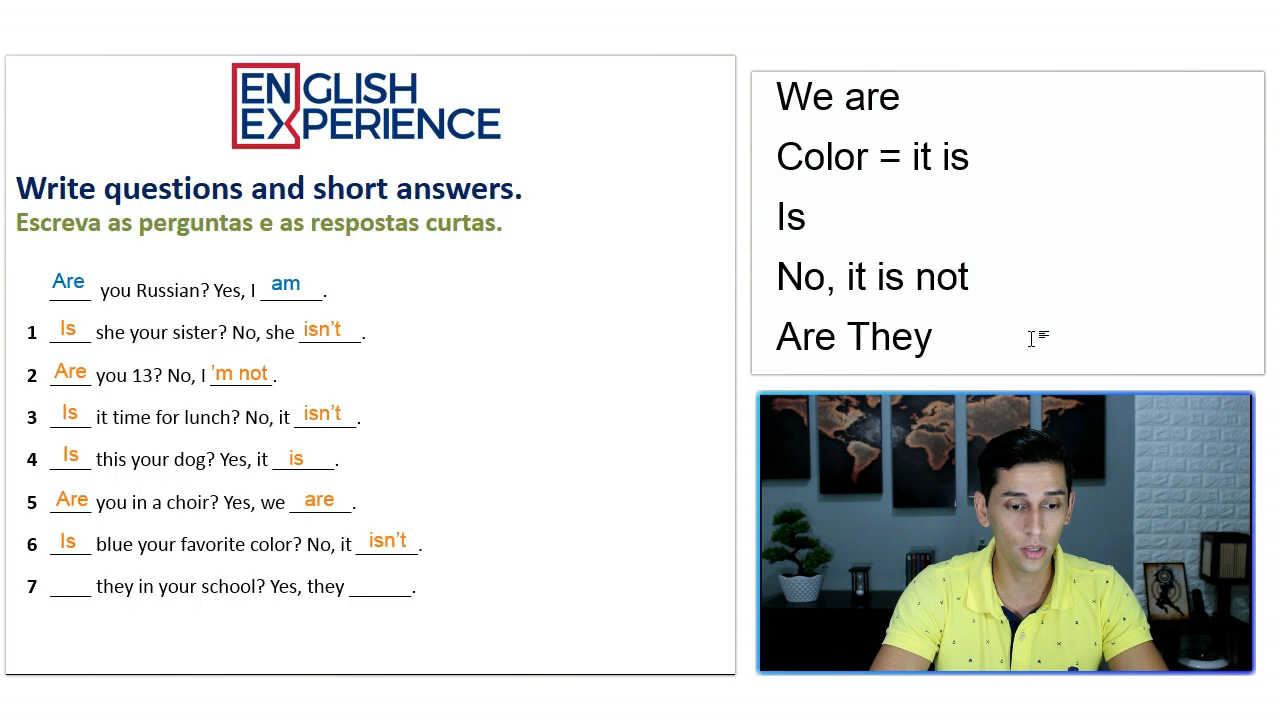 ENGLISH
EXPERIENCE
Write questions and short answers.
Escreva as perguntas e as respostas curtas.
Are you Russian? Yes, I am.
1 Is she your sister? No, she isn't.
2 Are you 13? No, I 'm not.
3 Is it time for lunch? No, it isn't.
4 Is this your dog? Yes, it is.
5 Are you in a choir? Yes, we are.
6 Is blue your favorite color? No, it isn't.
7 ____ they in your school? Yes, they ______.
We are
Color = it is
Is
No, it is not
Are They